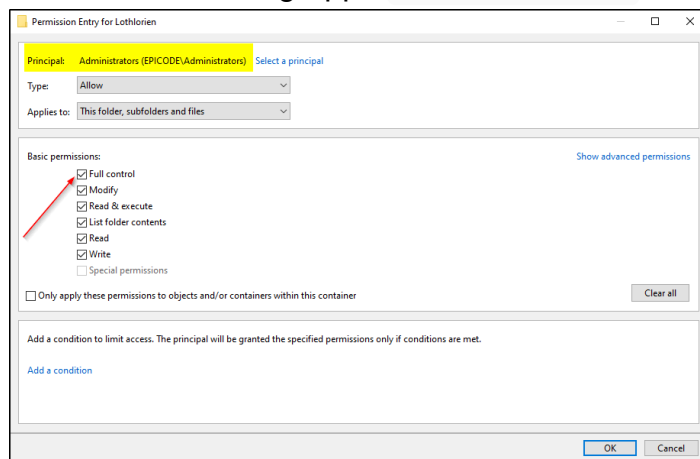 Permission Entry for Lothlorien
Principal: Administrators (EPICODE\Administrators) Select a principal
Type: Allow
Applies to: This folder, subfolders and files
Basic permissions: Show advanced permissions
Full control
Modify
Read & execute
List folder contents
Read
Write
Special permissions
Only apply these permissions to objects and/or containers within this container Clear all
Add a condition to limit access. The principal will be granted the specified permissions only if conditions are met.
Add a condition
OK Cancel